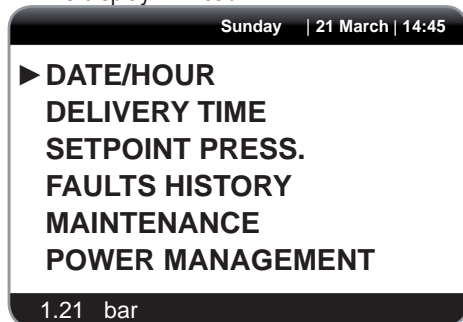 Sunday | 21 March | 14:45
►DATE/HOUR
DELIVERY TIME
SETPOINT PRESS.
FAULTS HISTORY
MAINTENANCE
POWER MANAGEMENT
1.21 bar